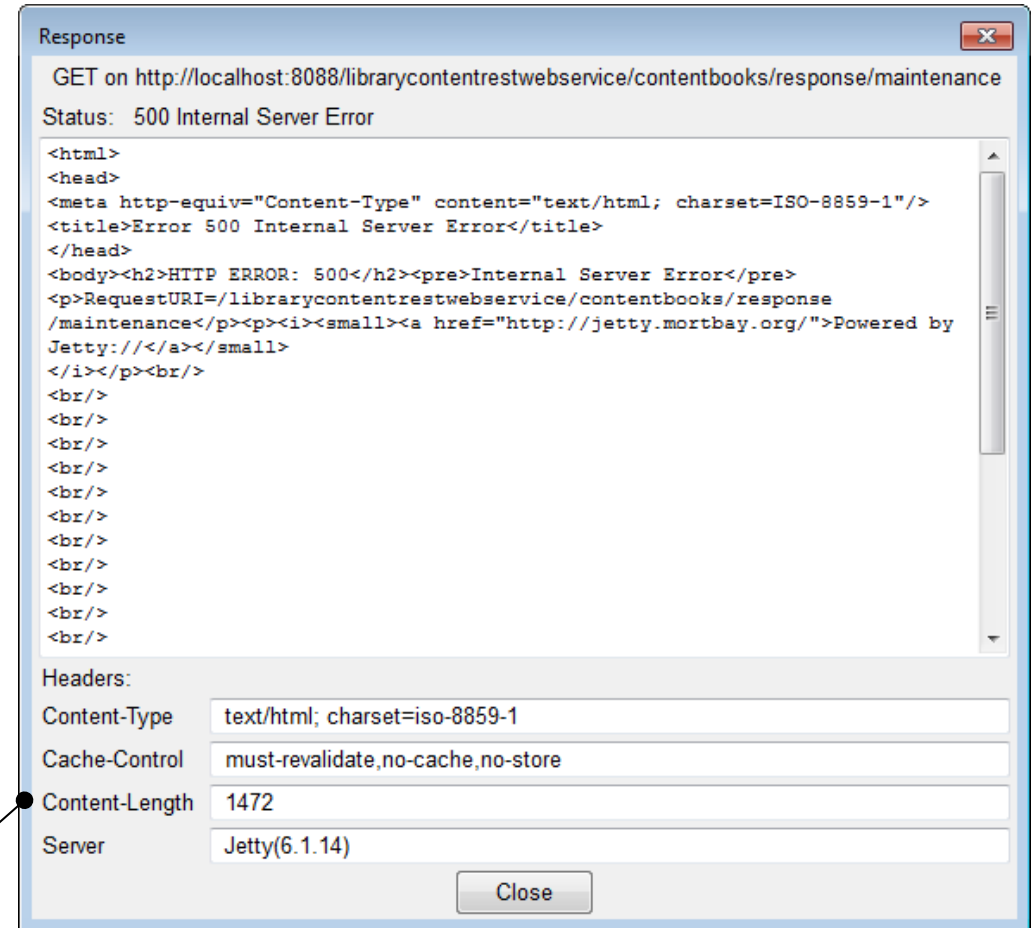 Response
GET on http://localhost:8088/librarycontentrestwebservice/contentbooks/response/maintenance
Status: 500 Internal Server Error
<html>
<head>
<meta http-equiv="Content-Type" content="text/html; charset=ISO-8859-1"/>
<title>Error 500 Internal Server Error</title>
</head>
<body><h2>HTTP ERROR: 500</h2><pre>Internal Server Error</pre>
<p>RequestURI=/librarycontentrestwebservice/contentbooks/response
/maintenance</p><p><i><small><a href="http://jetty.mortbay.org/">Powered by
Jetty://</a></small>
</i></p><br/>
<br/>
<br/>
<br/>
<br/>
<br/>
<br/>
<br/>
<br/>
<br/>
<br/>
<br/>
Headers:
Content-Type text/html; charset=iso-8859-1
Cache-Control must-revalidate,no-cache,no-store
Content-Length 1472
Server Jetty(6.1.14)
Close